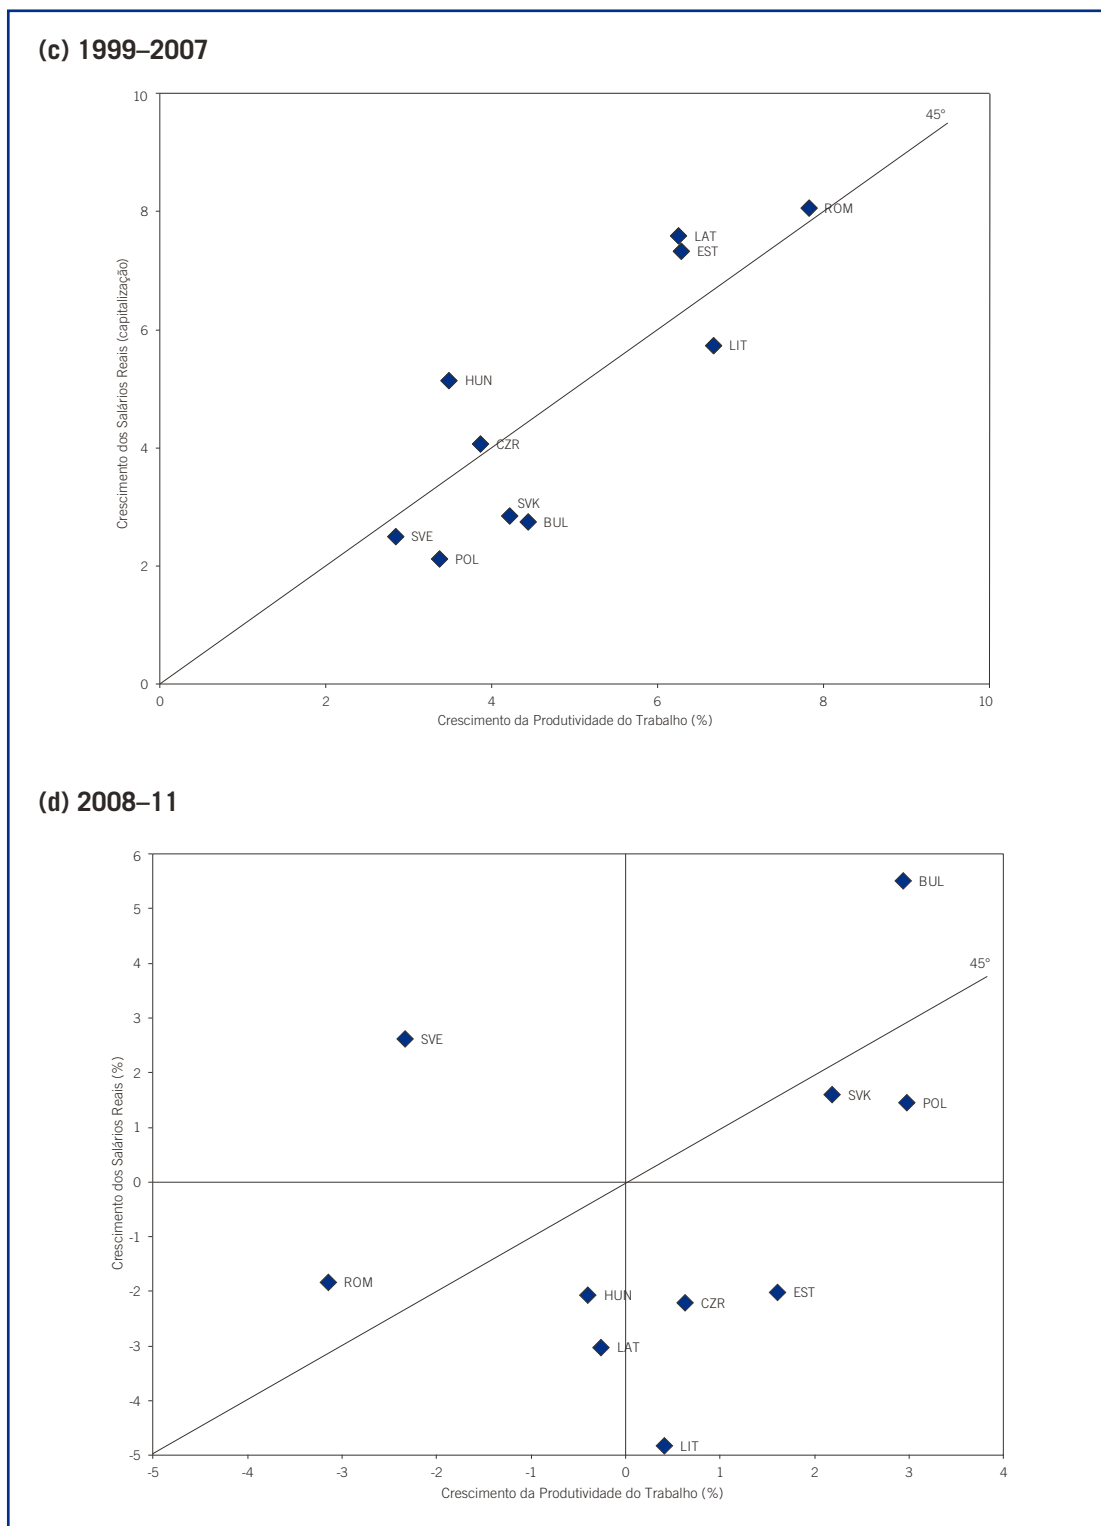 (c) 1999–2007
Crescimento dos Salários Reais (capitalização)
10
8
6
4
2
0
45°
ROM
LAT
EST
LIT
HUN
CZR
SVK
BUL
SVE
POL
0 2 4 6 8 10
Crescimento da Produtividade do Trabalho (%)
(d) 2008–11
Crescimento dos Salários Reais (%)
6
5
4
3
2
1
0
-1
-2
-3
-4
-5
BUL
45°
SVE
SVK
POL
ROM
HUN
CZR
EST
LAT
LIT
-5 -4 -3 -2 -1 0 1 2 3 4
Crescimento da Produtividade do Trabalho (%)